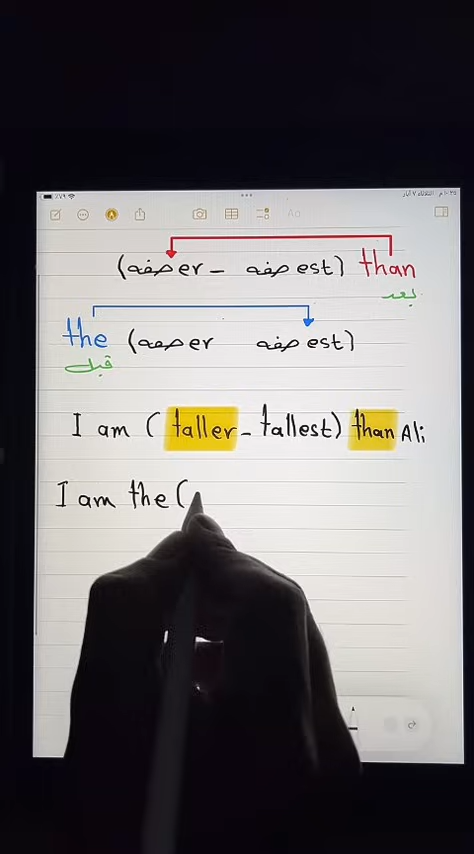 (صفه er – صفه est) than
بعد
the (صفه er صفه est)
قبل
I am (taller – tallest) than Ali
I am the (